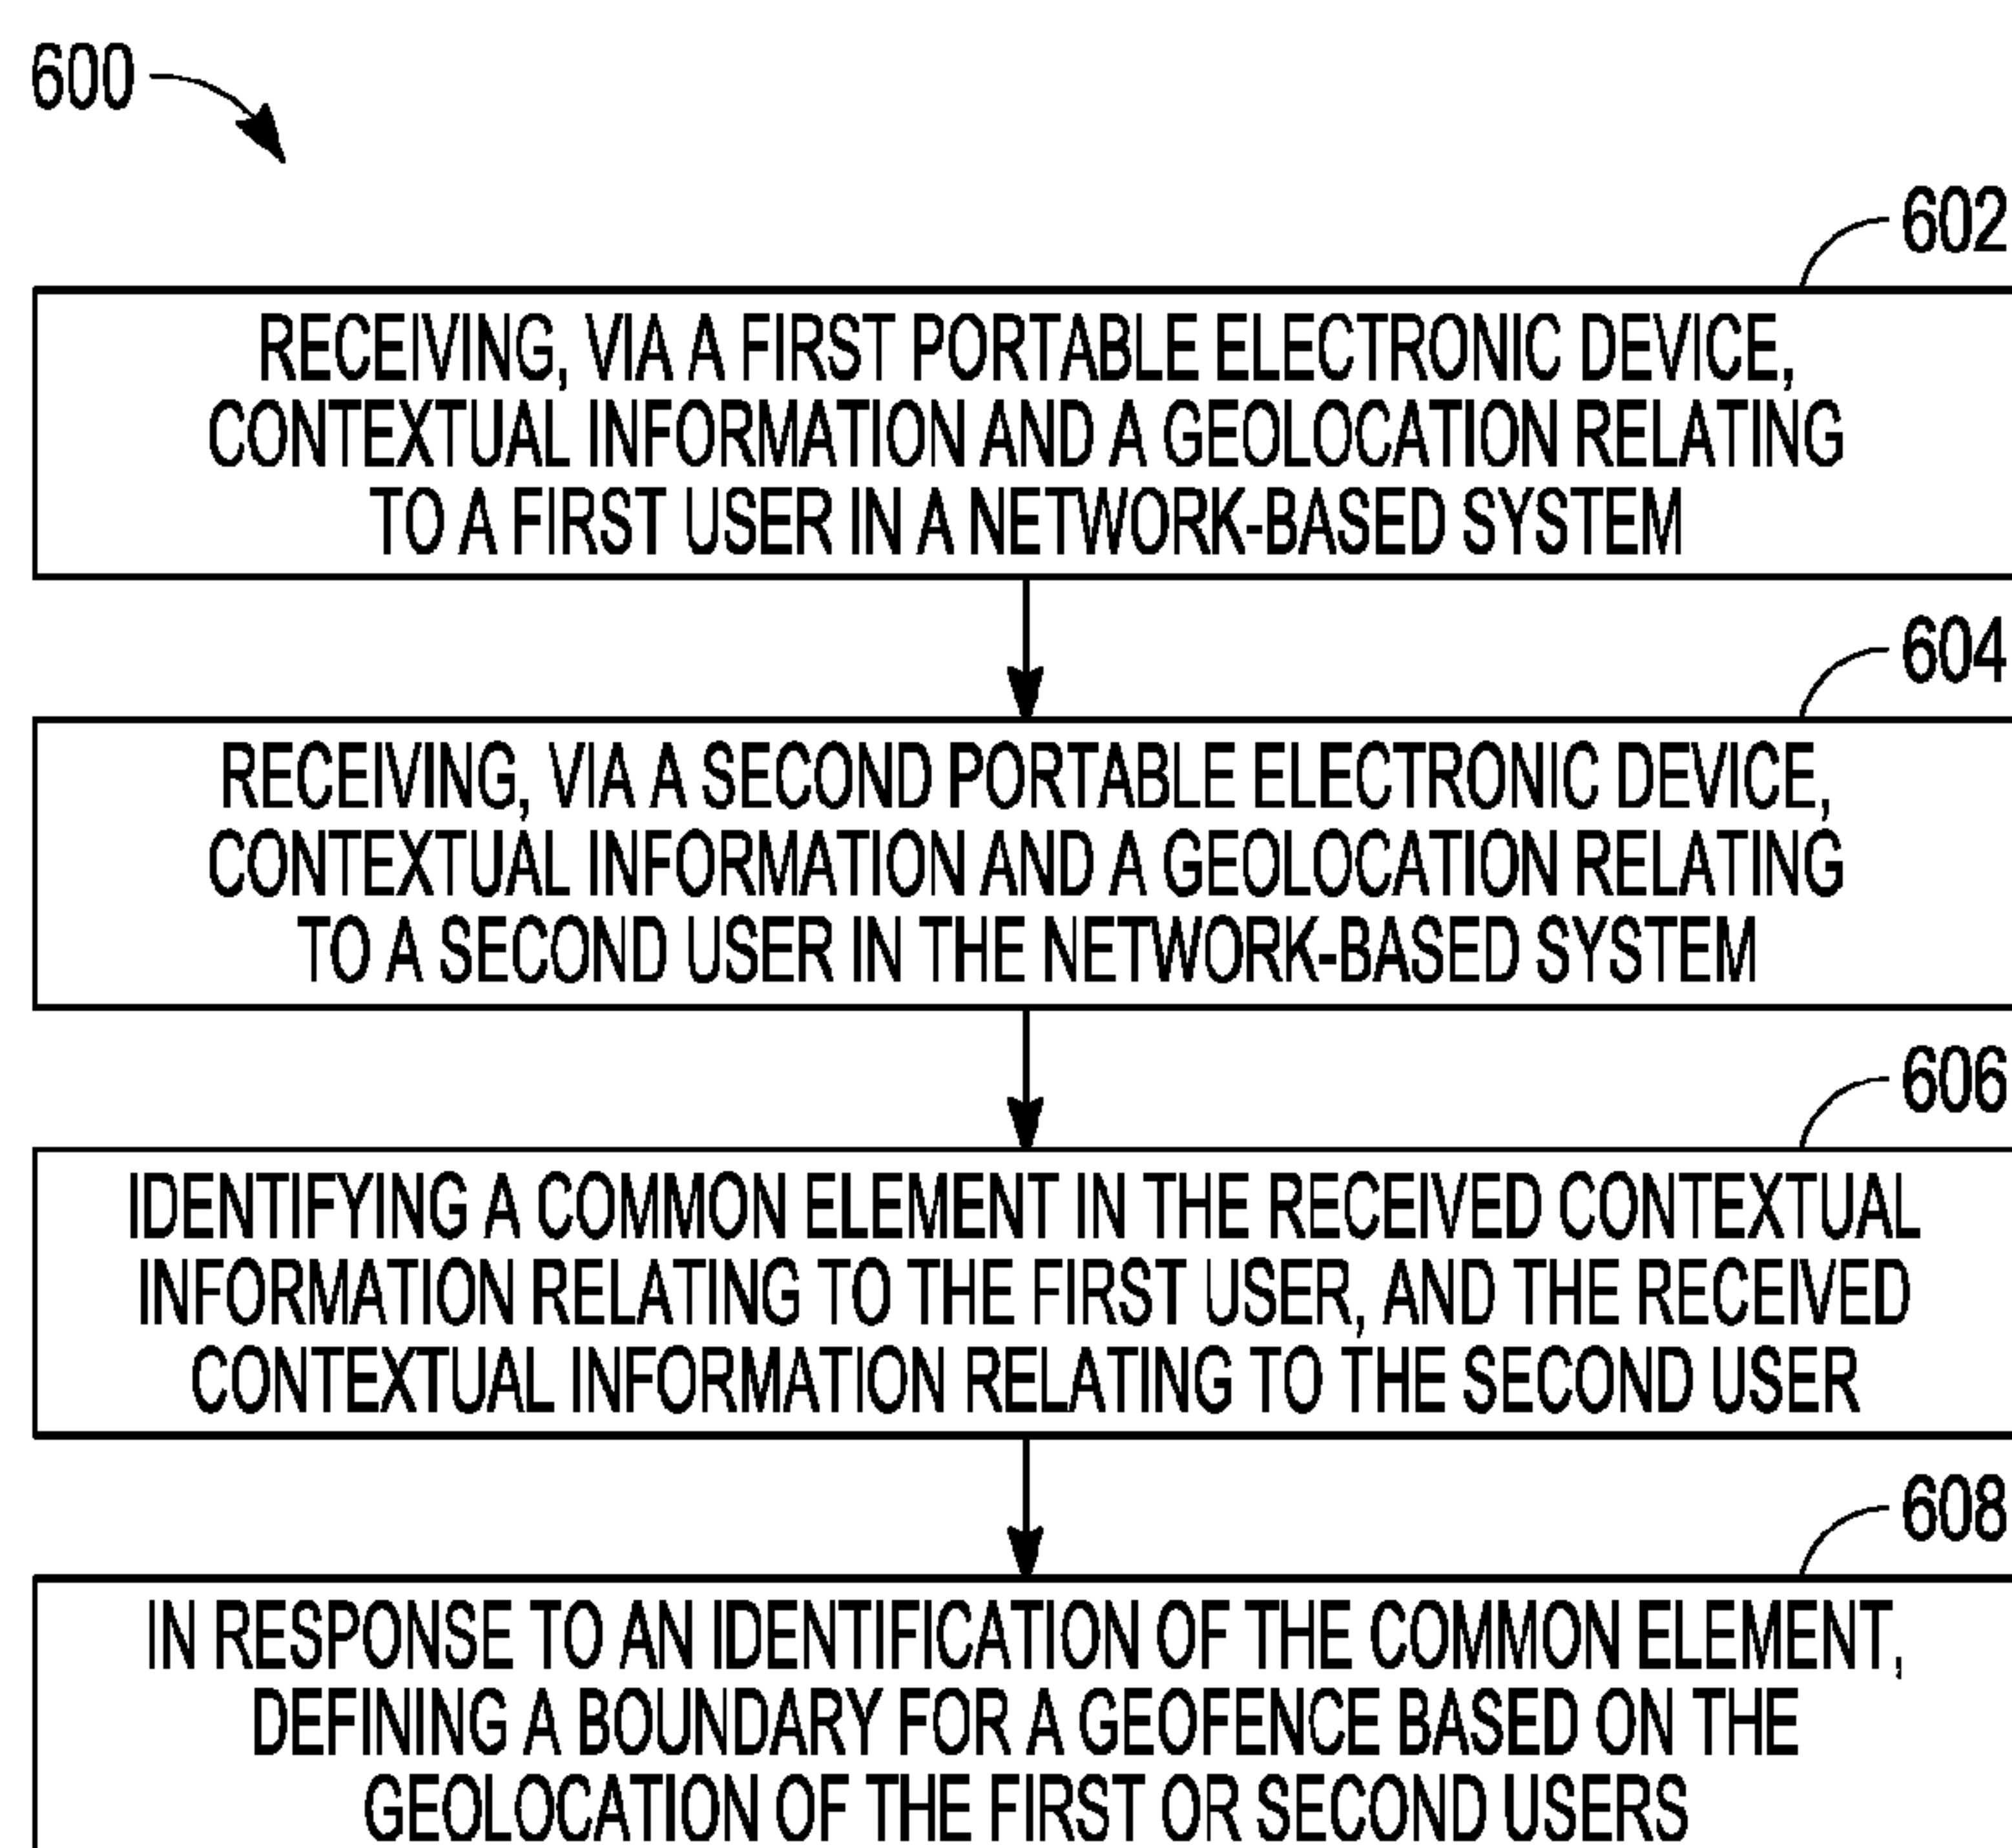 600
602
RECEIVING, VIA A FIRST PORTABLE ELECTRONIC DEVICE,
CONTEXTUAL INFORMATION AND A GEOLOCATION RELATING
TO A FIRST USER IN A NETWORK-BASED SYSTEM
604
RECEIVING, VIA A SECOND PORTABLE ELECTRONIC DEVICE,
CONTEXTUAL INFORMATION AND A GEOLOCATION RELATING
TO A SECOND USER IN THE NETWORK-BASED SYSTEM
606
IDENTIFYING A COMMON ELEMENT IN THE RECEIVED CONTEXTUAL
INFORMATION RELATING TO THE FIRST USER, AND THE RECEIVED
CONTEXTUAL INFORMATION RELATING TO THE SECOND USER
608
IN RESPONSE TO AN IDENTIFICATION OF THE COMMON ELEMENT,
DEFINING A BOUNDARY FOR A GEOFENCE BASED ON THE
GEOLOCATION OF THE FIRST OR SECOND USERS